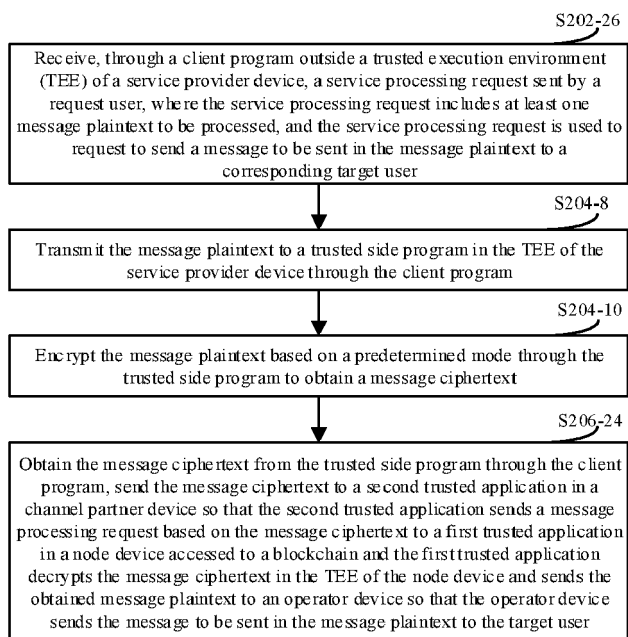 S202-26
Receive, through a client program outside a trusted execution environment
(TEE) of a service provider device, a service processing request sent by a
request user, where the service processing request includes at least one
message plaintext to be processed, and the service processing request is used to
request to send a message to be sent in the message plaintext to a
corresponding target user
S204-8
Transmit the message plaintext to a trusted side program in the TEE of the
service provider device through the client program
S204-10
Encrypt the message plaintext based on a predetermined mode through the
trusted side program to obtain a message ciphertext
S206-24
Obtain the message ciphertext from the trusted side program through the client
program, send the message ciphertext to a second trusted application in a
channel partner device so that the second trusted application sends a message
processing request based on the message ciphertext to a first trusted application
in a node device accessed to a blockchain and the first trusted application
decrypts the message ciphertext in the TEE of the node device and sends the
obtained message plaintext to an operator device so that the operator device
sends the message to be sent in the message plaintext to the target user